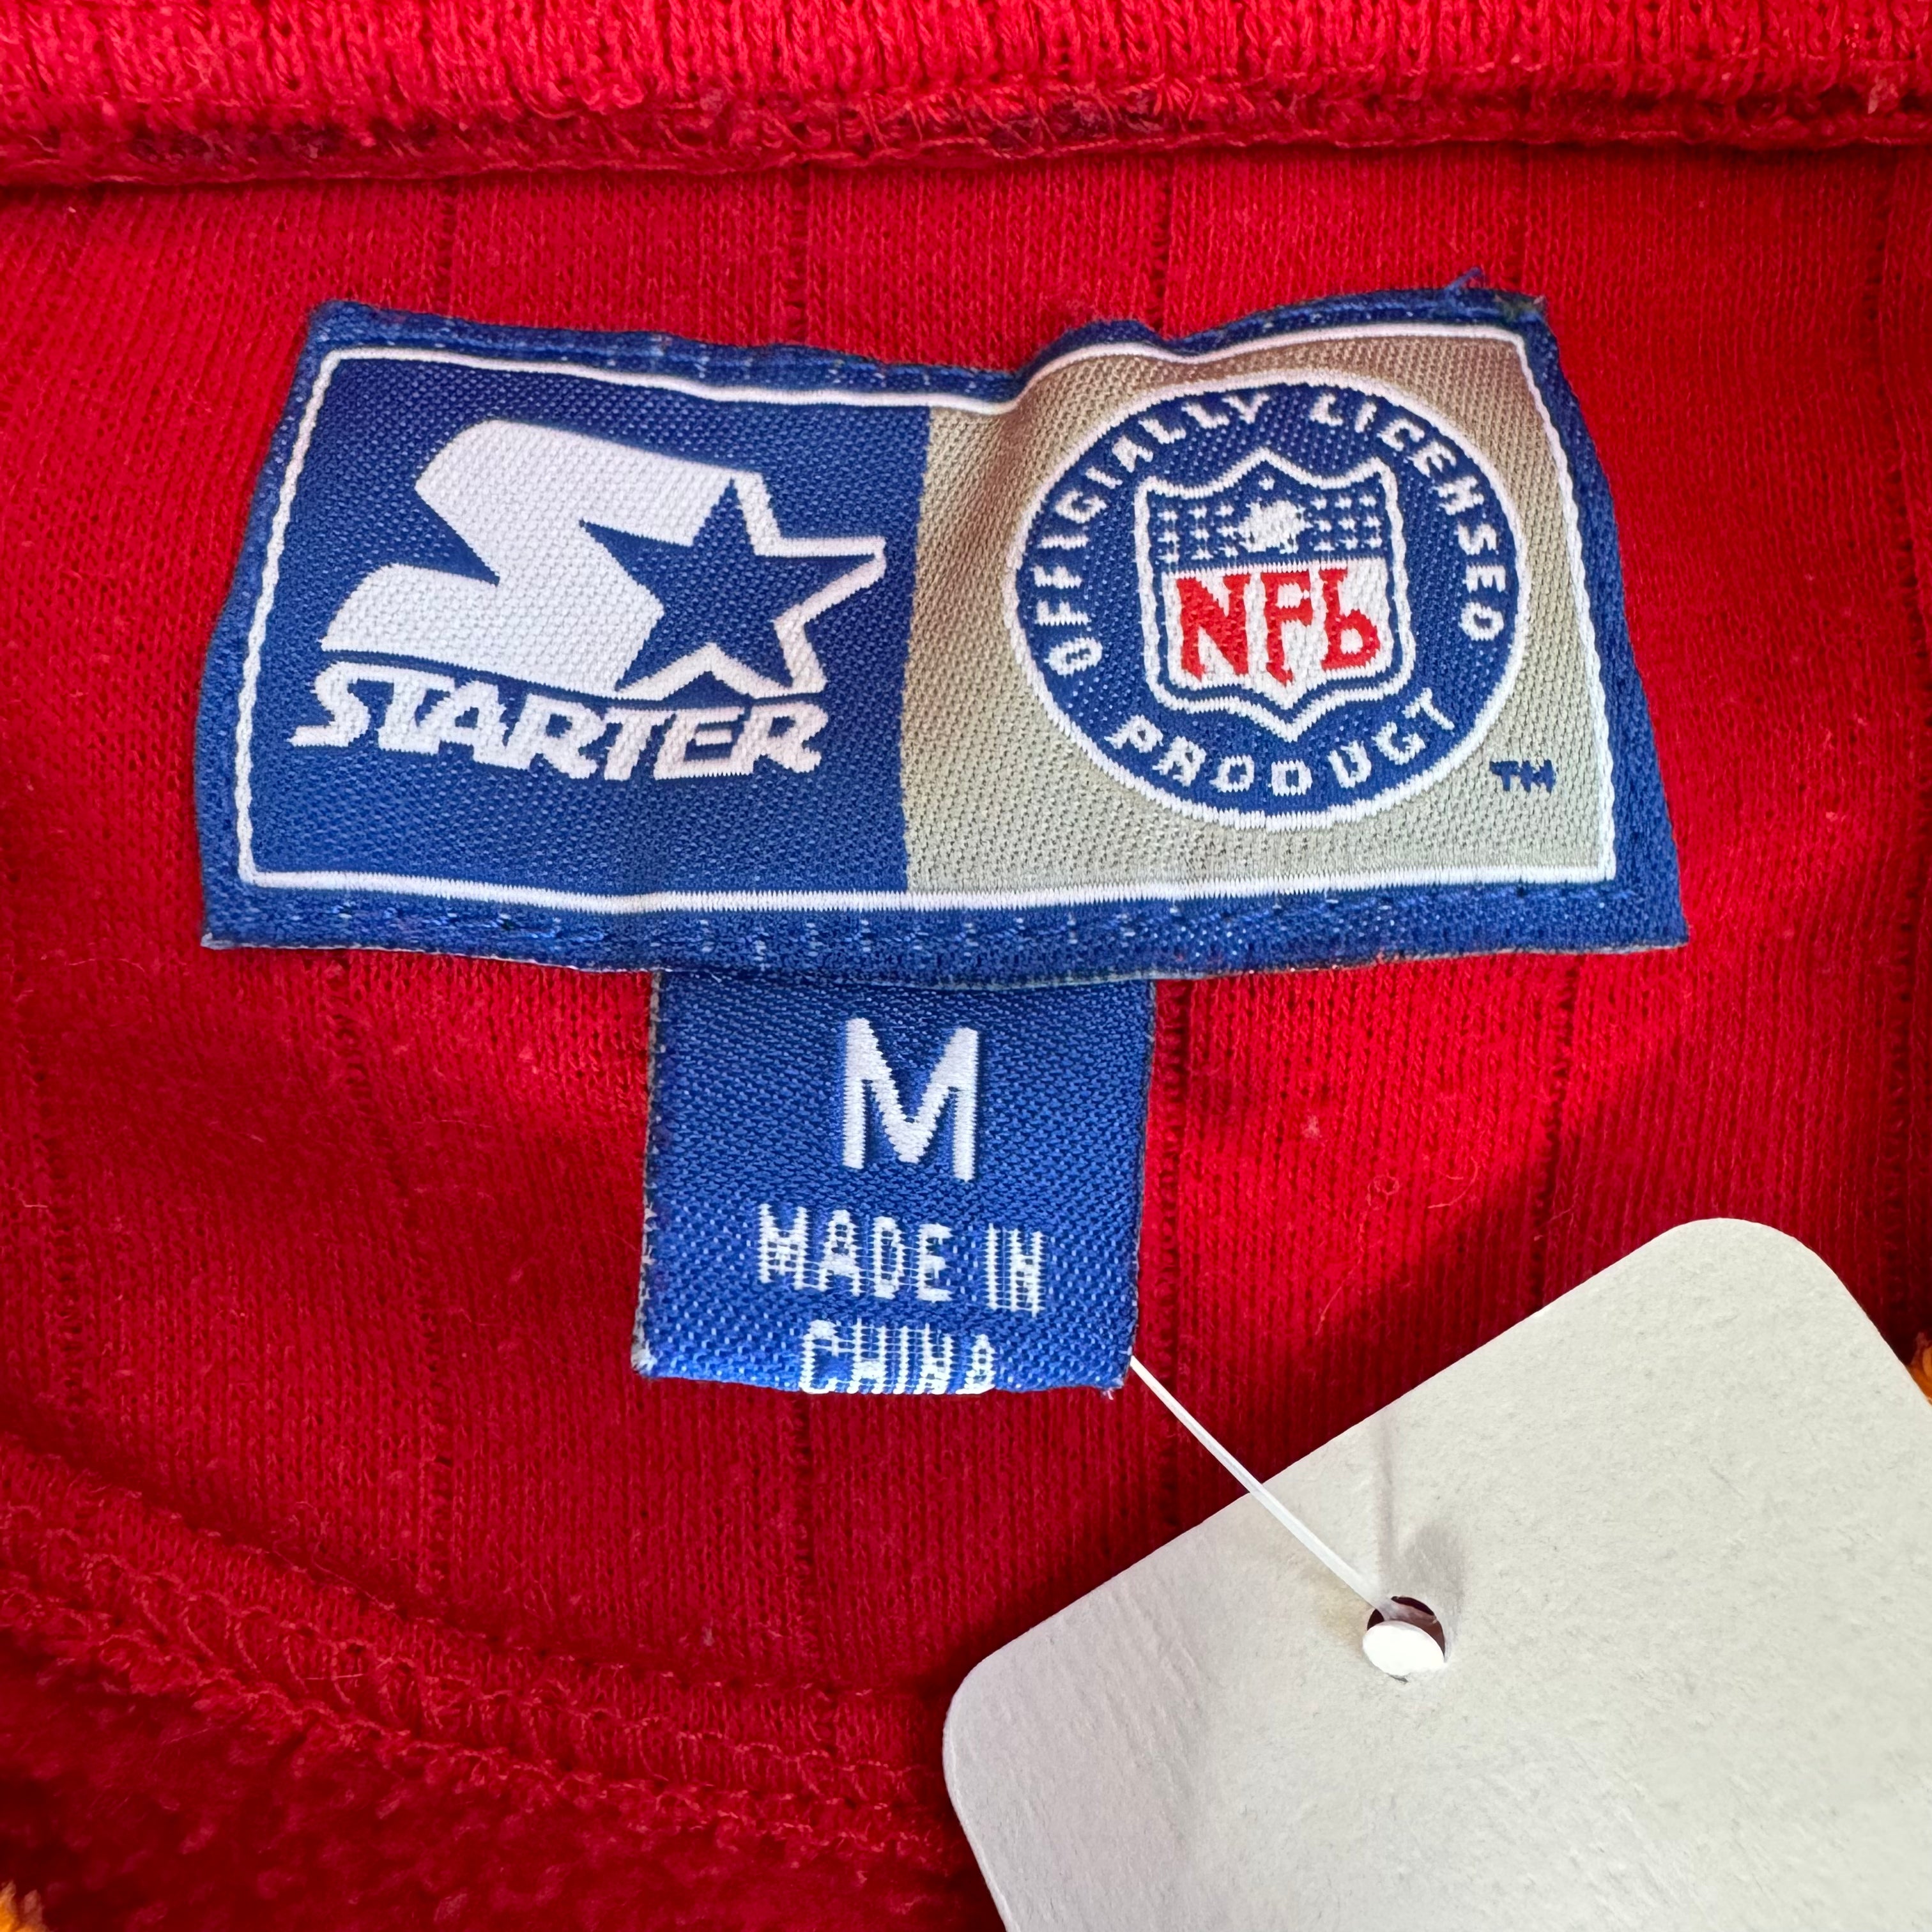 STARTER
OFFICIALLY LICENSED
NFL
PRODUCT
TM
M
MADE IN
CHINA